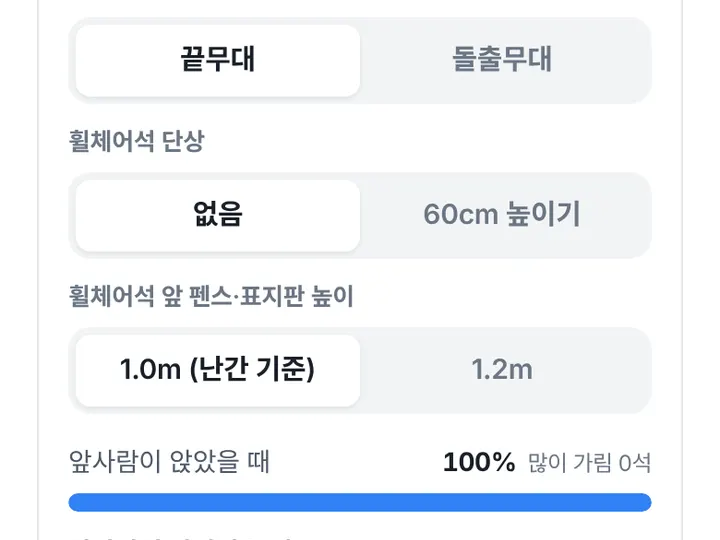 끝무대 돌출무대
휠체어석 단상
없음 60cm 높이기
휠체어석 앞 펜스·표지판 높이
1.0m (난간 기준) 1.2m
앞사람이 앉았을 때 100% 많이 가림 0석